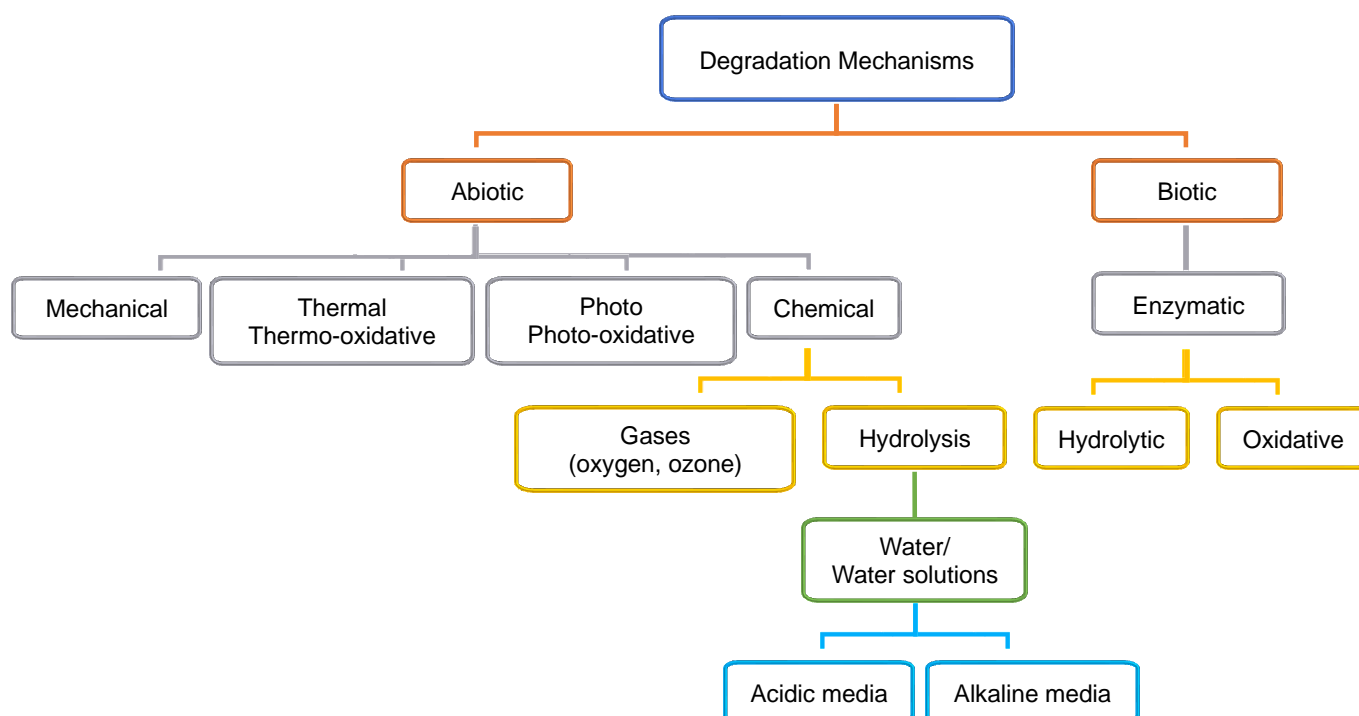 Degradation Mechanisms
Abiotic
Biotic
Mechanical
Thermal
Thermo-oxidative
Photo
Photo-oxidative
Chemical
Enzymatic
Gases
(oxygen, ozone)
Hydrolysis
Hydrolytic
Oxidative
Water/
Water solutions
Acidic media
Alkaline media